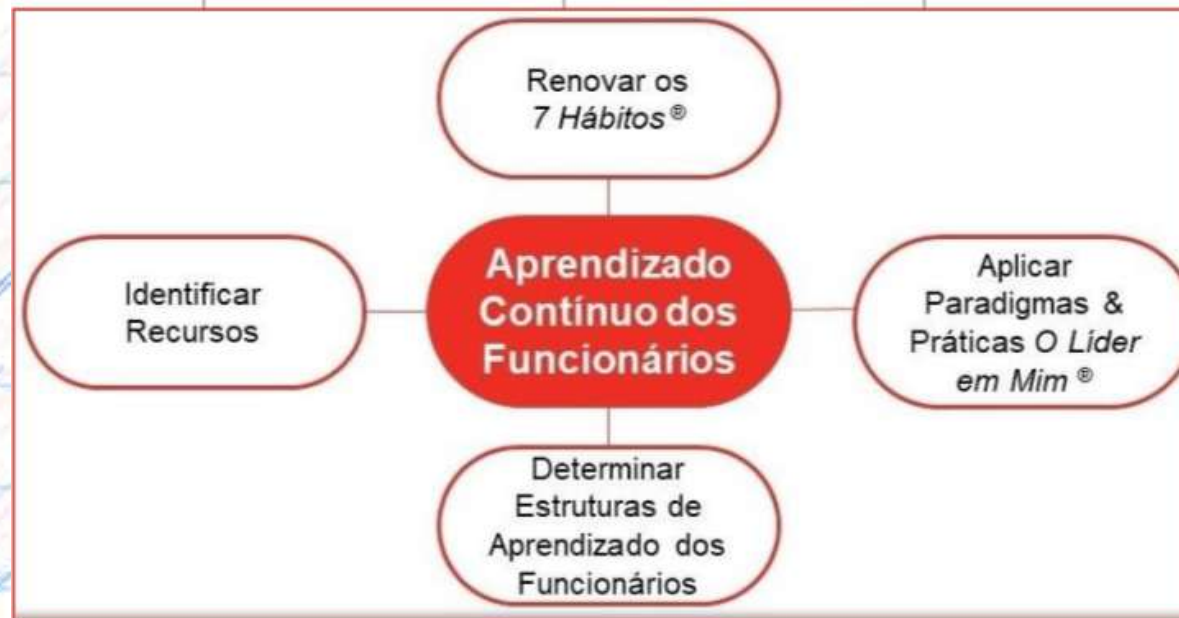 Renovar os
7 Hábitos ®
Identificar
Recursos
Aprendizado
Contínuo dos
Funcionários
Aplicar
Paradigmas &
Práticas O Líder
em Mim ®
Determinar
Estruturas de
Aprendizado dos
Funcionários